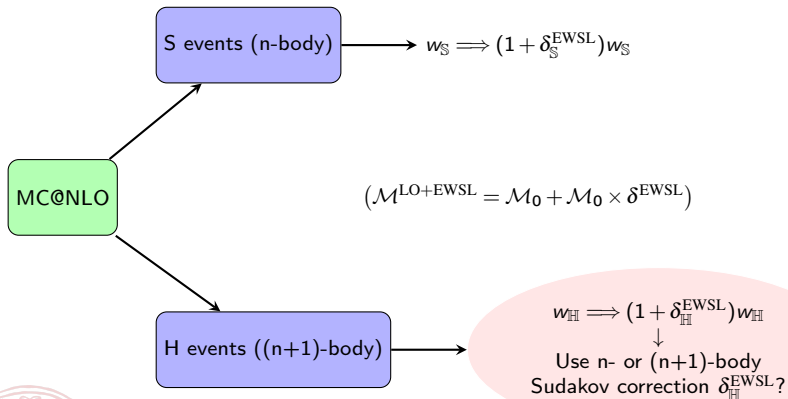 S events (n-body)
w_𝕊 ⟹ (1 + δ_𝕊^EWSL)w_𝕊
MC@NLO
(ℳ^LO+EWSL = ℳ_0 + ℳ_0 × δ^EWSL)
H events ((n+1)-body)
w_ℍ ⟹ (1 + δ_ℍ^EWSL)w_ℍ
↓
Use n- or (n+1)-body
Sudakov correction δ_ℍ^EWSL?